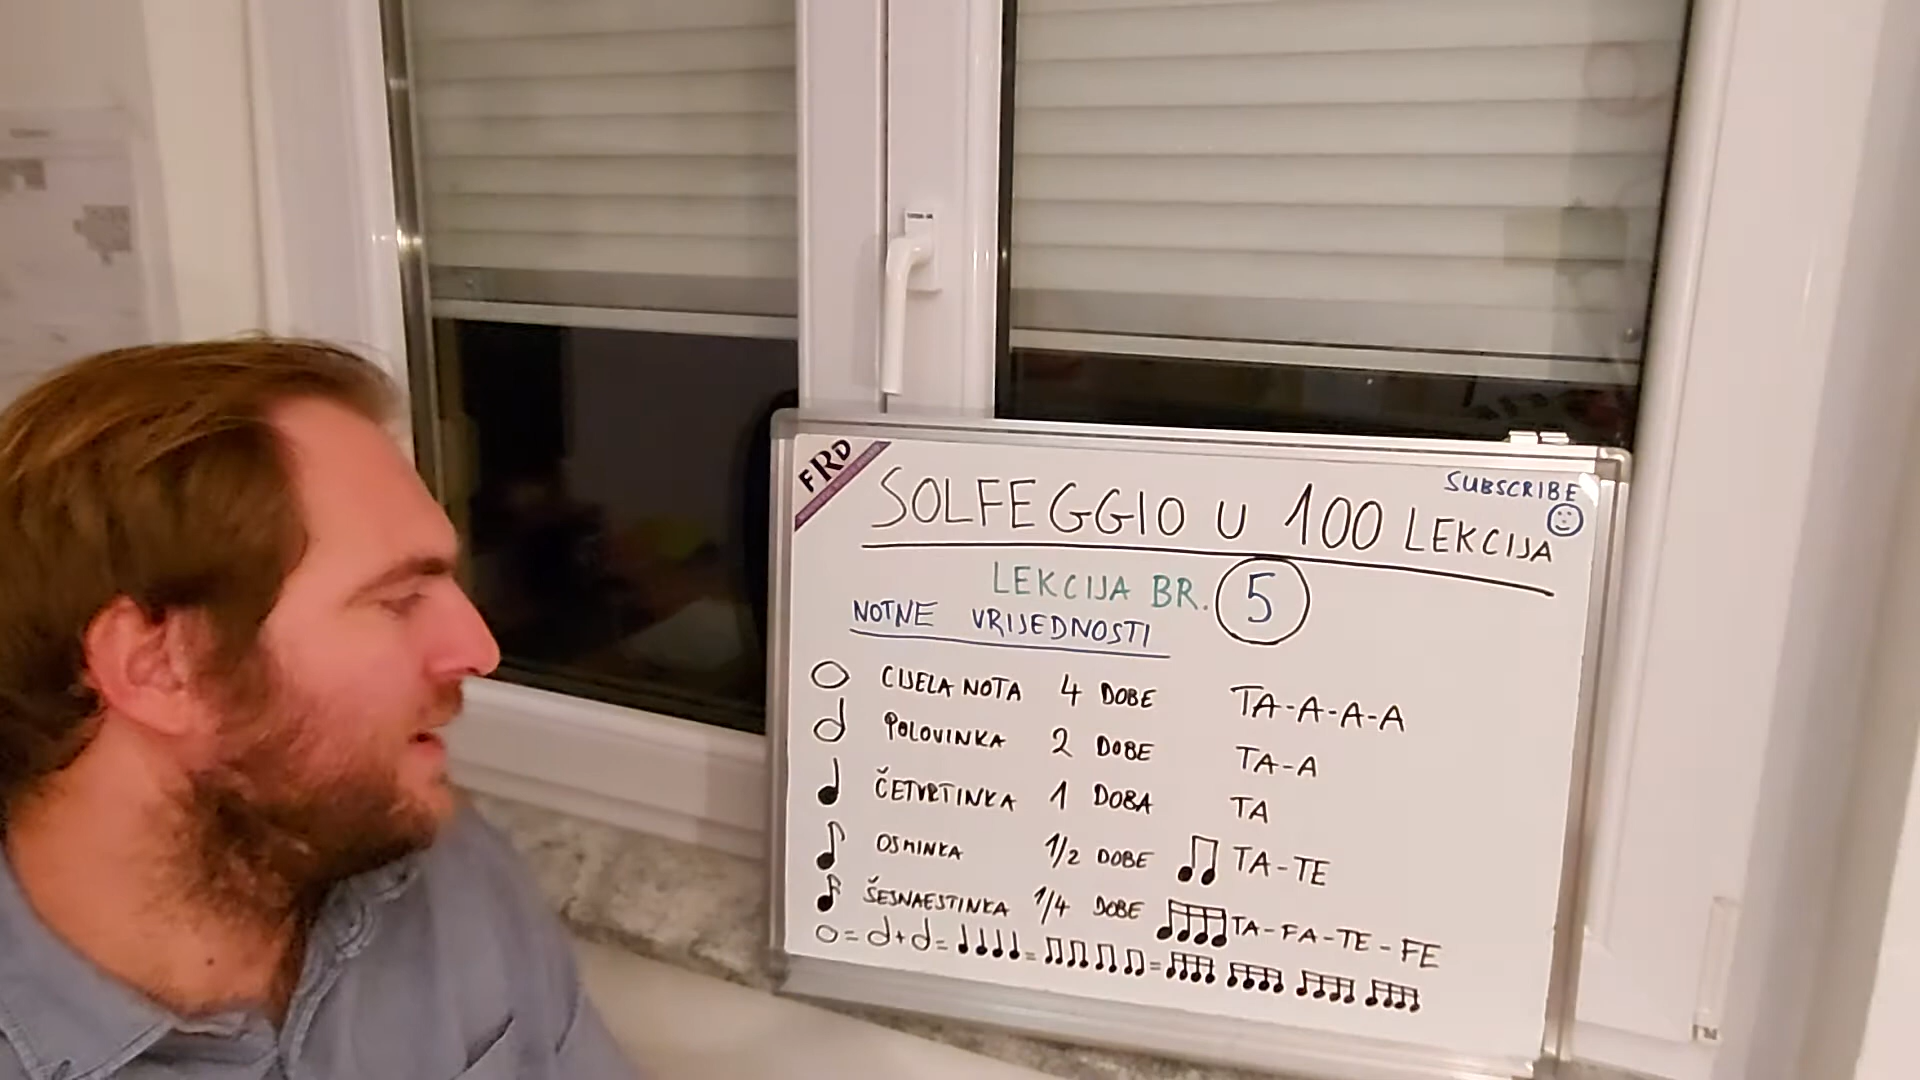 FRD
SUBSCRIBE
SOLFEGGIO U 100 LEKCIJA
LEKCIJA BR. 5
NOTNE VRIJEDNOSTI
CIJELA NOTA 4 DOBE TA-A-A-A
POLOVINKA 2 DOBE TA-A
ČETVRTINKA 1 DOBA TA
OSMINKA 1/2 DOBE TA-TE
ŠESNAESTINKA 1/4 DOBE TA-FA-TE-FE